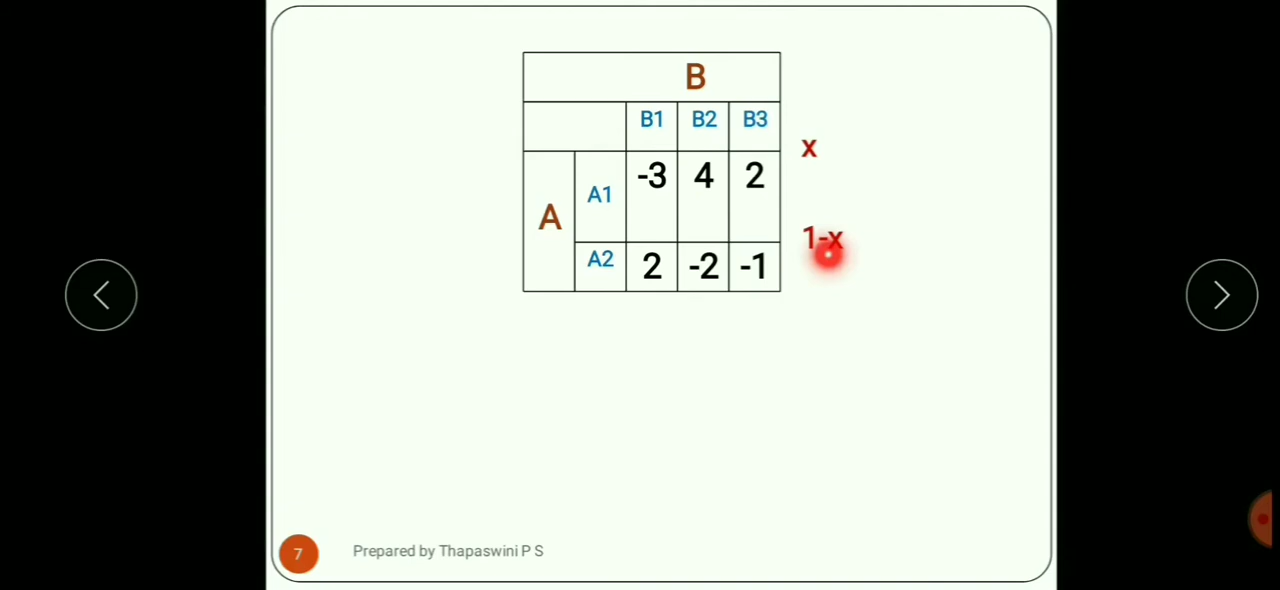 B
B1 B2 B3
x
A A1 -3 4 2
1-x
A2 2 -2 -1
7 Prepared by Thapaswini P S